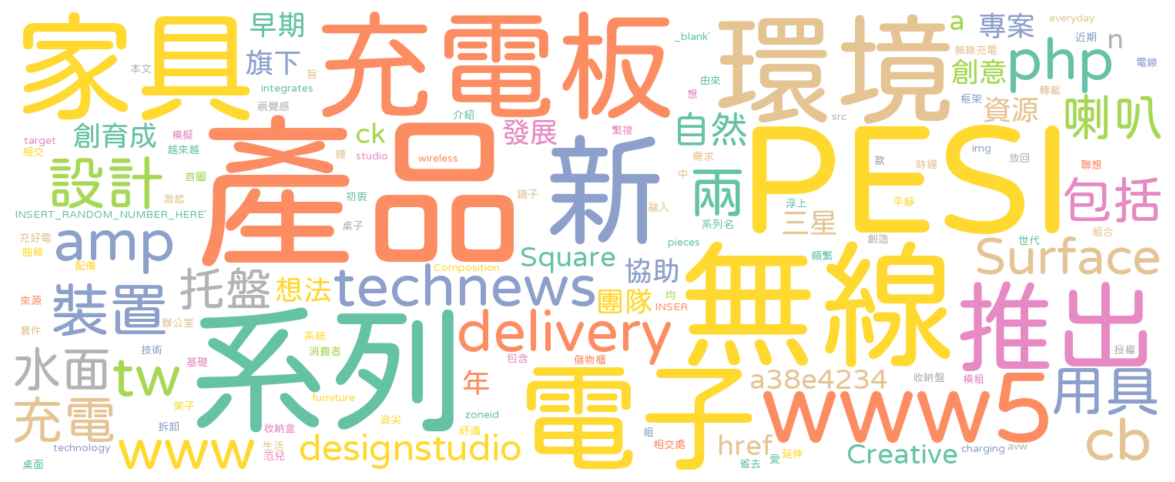 家具
本文
早期
旗下
旨
integrates
視覺感
充電板
介紹
_blank'
由來
想
環境
a
專案
everyday
近期
n
無線充電
創意
php
電線
框架
資源
轉載
喇叭
src
target
相交
創育成
模擬
越來越
設計
首圖
激起
產品
ck
臻
studio
wireless
發展
繁複
新
自然
需求
中
兩
PESI
img
款
時鐘
放回
聯想
包括
平靜
浮上
三星
系列名
創造
組合
INSERT_RANDOM_NUMBER_HERE'
初衷
桌子
鏡子
融入
充好電
曲線
amp
配備
pieces
頻繁
世代
Surface
Square
協助
Composition
托盤
想法
technews
團隊
均
INSER
無線
推出
來源
套件
裝置
辦公室
系列
系統
消費者
delivery
包含
儲物櫃
技術
基礎
水面
tw
年
電子
a38e4234
收納盤
模組
授權
用具
架子
furniture
浪尖
zoneid
www5
充電
拆卸
收納盒
舒適
組
相交處
href
cb
technology
www
生活
范兒
designstudio
省去
愛
延伸
Creative
charging
avw
桌面